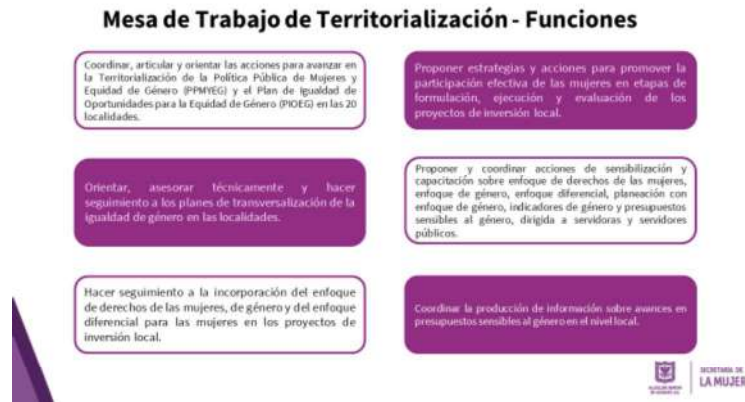 Mesa de Trabajo de Territorialización - Funciones
Coordinar, articular y orientar las acciones para avanzar en
la Territorialización de la Política Pública de Mujeres y
Equidad de Género (PPMYEG) y el Plan de Igualdad de
Oportunidades para la Equidad de Género (PIOEG) en las 20
localidades.
Proponer estrategias y acciones para promover la
participación efectiva de las mujeres en etapas de
formulación, ejecución y evaluación de los
proyectos de inversión local.
Orientar, asesorar técnicamente y hacer
seguimiento a los planes de transversalización de la
igualdad de género en las localidades.
Proponer y coordinar acciones de sensibilización y
capacitación sobre enfoque de derechos de las mujeres,
enfoque de género, enfoque diferencial, planeación con
enfoque de género, indicadores de género y presupuestos
sensibles al género, dirigida a servidoras y servidores
públicos.
Hacer seguimiento a la incorporación del enfoque
de derechos de las mujeres, de género y del enfoque
diferencial para las mujeres en los proyectos de
inversión local.
Coordinar la producción de información sobre avances en
presupuestos sensibles al género en el nivel local.
SECRETARÍA DE
LA MUJER